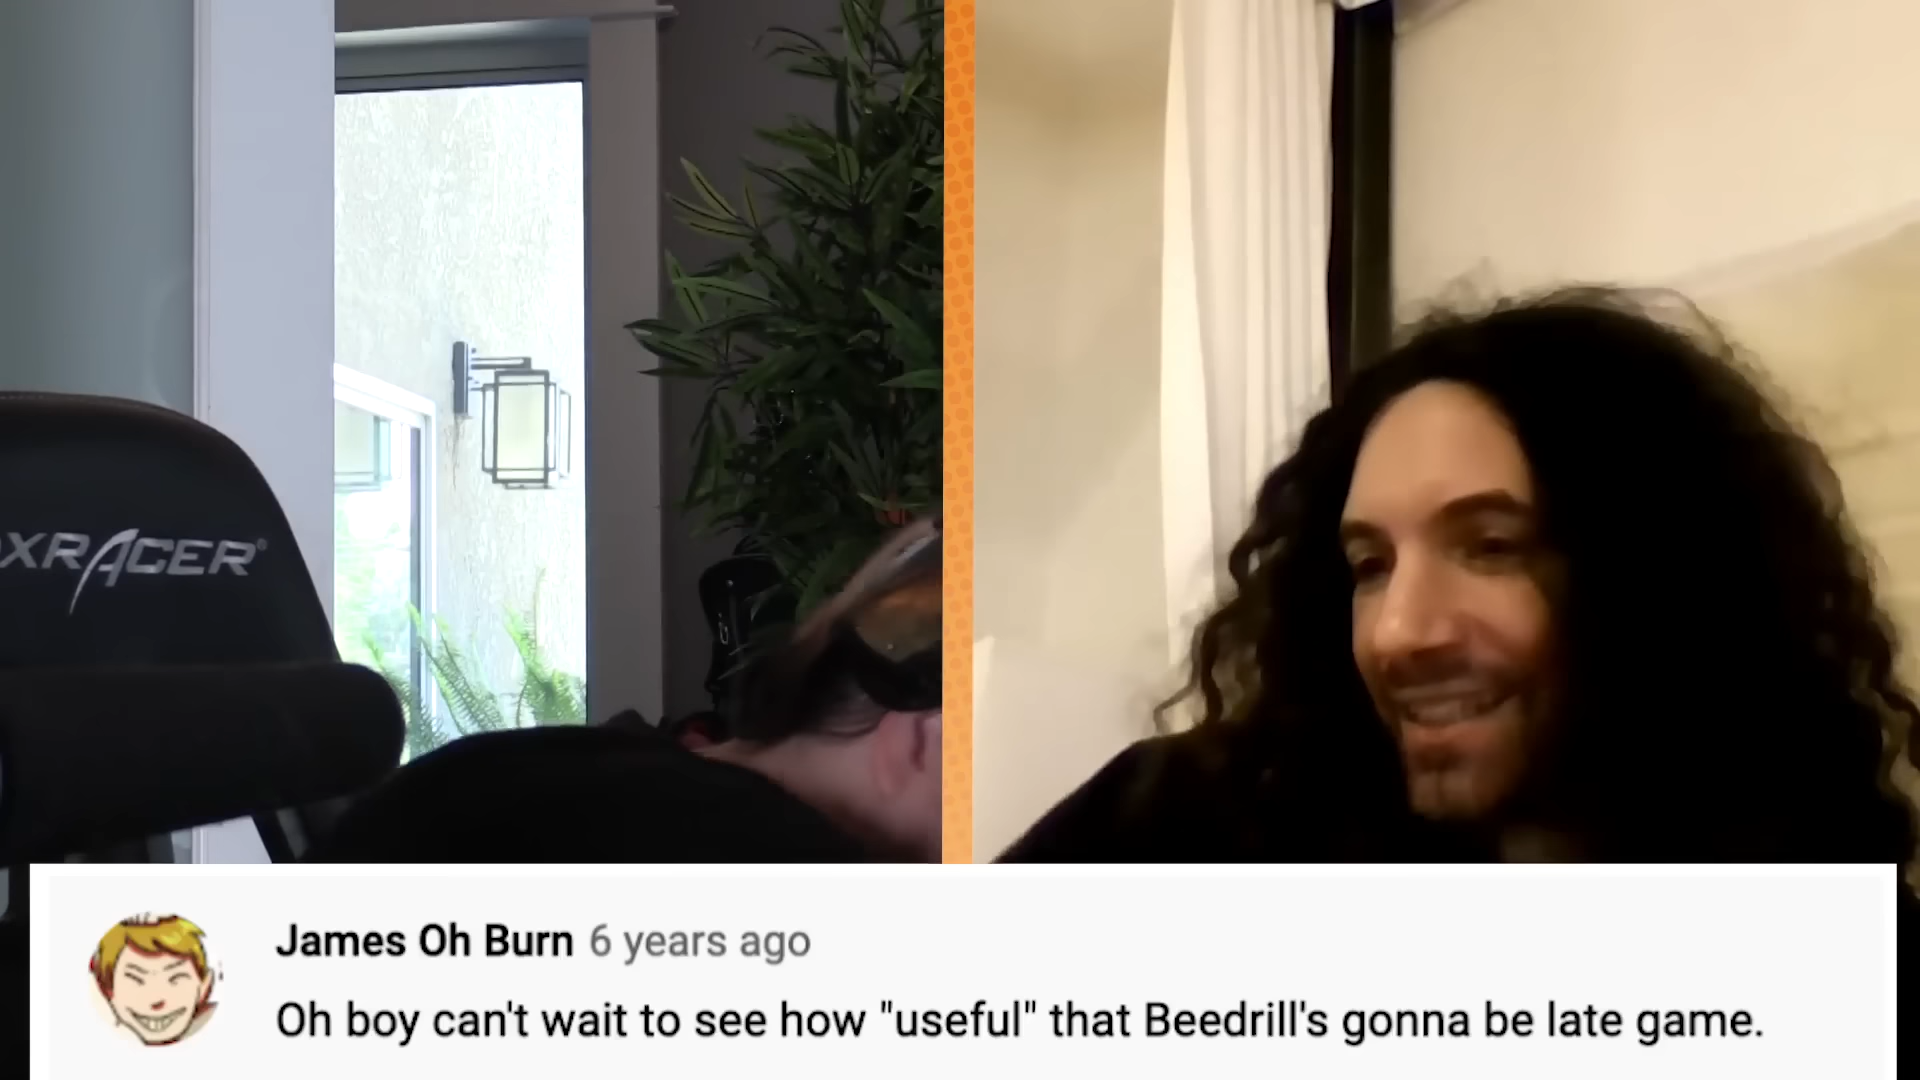 XRACER®
James Oh Burn 6 years ago
Oh boy can't wait to see how "useful" that Beedrill's gonna be late game.